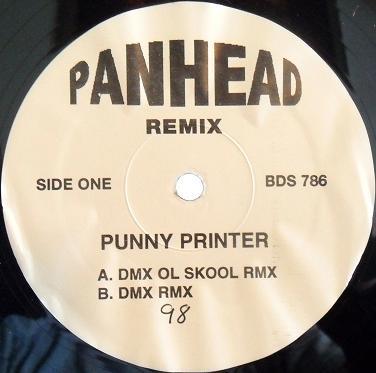 PANHEAD
REMIX
SIDE ONE BDS 786
PUNNY PRINTER
A. DMX OL SKOOL RMX
B. DMX RMX
98